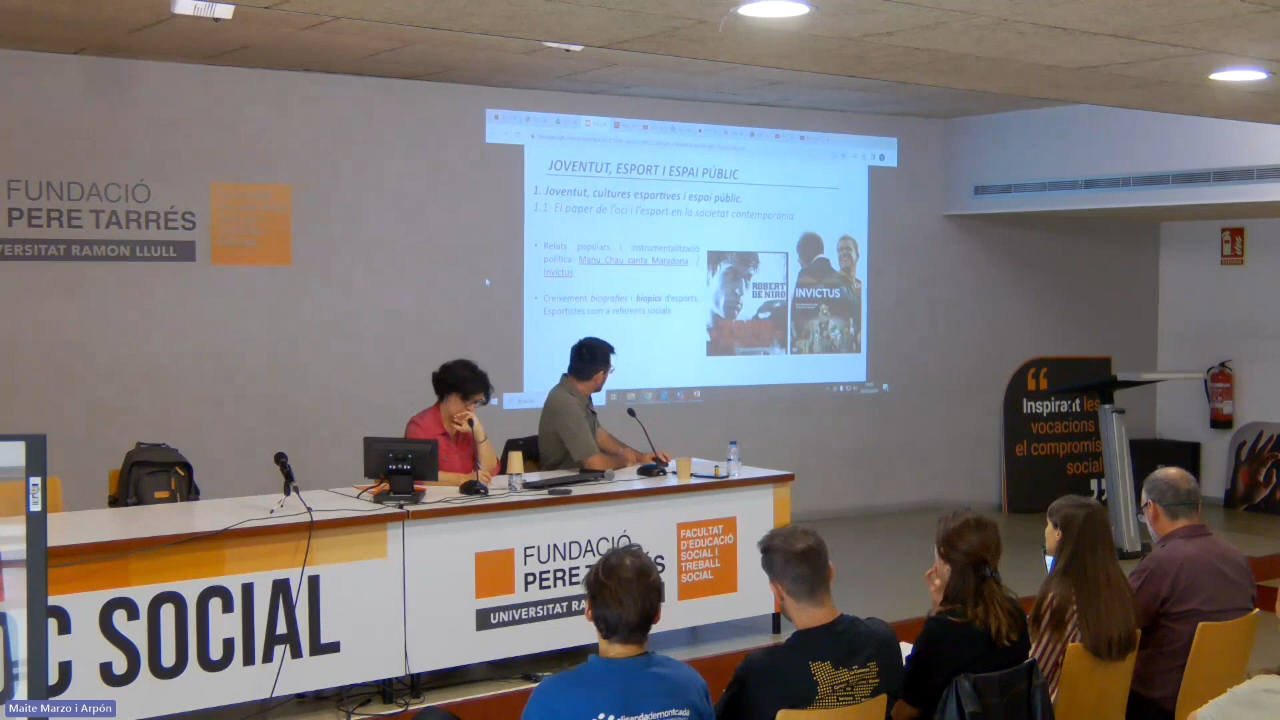 FUNDACIÓ
PERE TARRÉS
VERSITAT RAMON LLULL
JOVENTUT, ESPORT I ESPAI PÚBLIC
1. Joventut, cultures esportives i espai públic.
1.1. El paper de l'oci i l'esport en la societat contemporània.
• Relats populars i instrumentalització
política Manu Chau canta Maradona /
Invictus
• Creixement biografies i biopics d'esports.
Esportistes com a referents socials
ROBERT
DE NIRO
INVICTUS
Inspirant les
vocacions
el compromís
social
C SOCIAL
FUNDACIÓ
PERE TARRÉS
UNIVERSITAT RA
FACULTAT
D'EDUCACIÓ
SOCIAL I
TREBALL
SOCIAL
Maite Marzo i Arpón